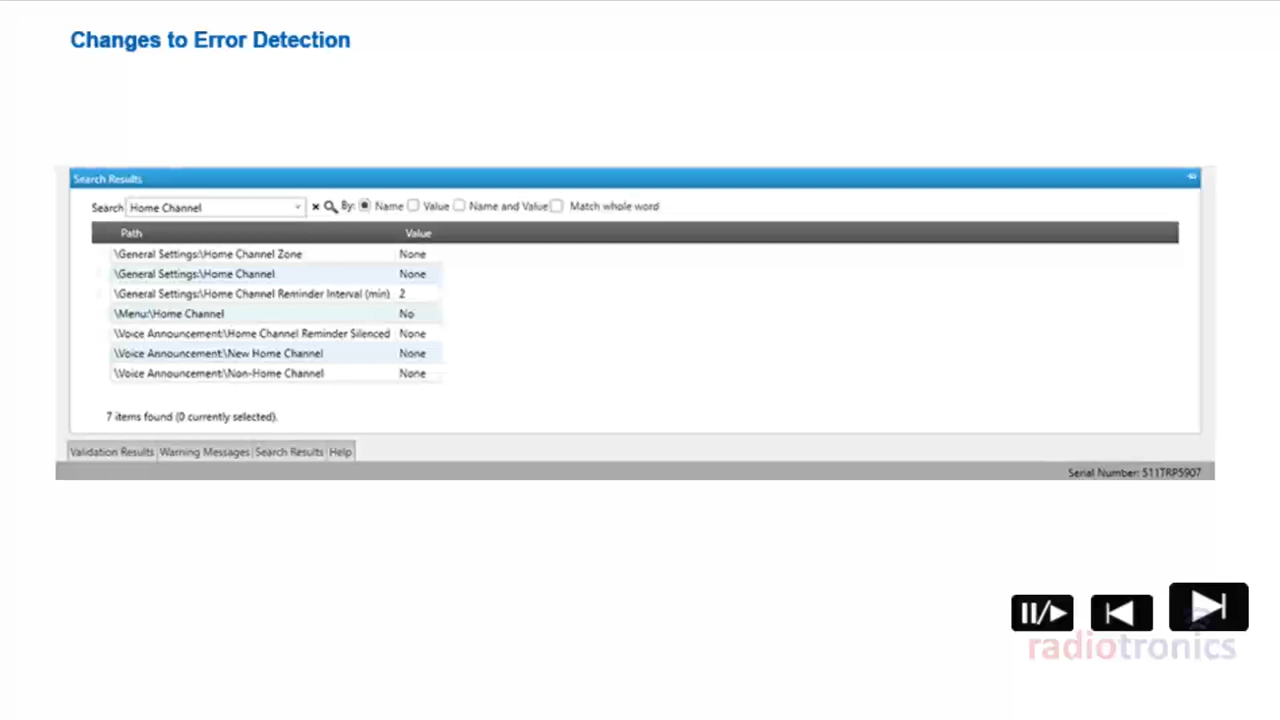 Changes to Error Detection
Search Results
Search Home Channel By: Name Value Name and Value Match whole word
Path Value
\General Settings:\Home Channel Zone None
\General Settings:\Home Channel None
\General Settings:\Home Channel Reminder Interval (min) 2
\Menu:\Home Channel No
\Voice Announcement:\Home Channel Reminder Silenced None
\Voice Announcement:\New Home Channel None
\Voice Announcement:\Non-Home Channel None
7 items found (0 currently selected).
Validation Results Warning Messages Search Results Help
Serial Number: 511TRP5907
radiotronics